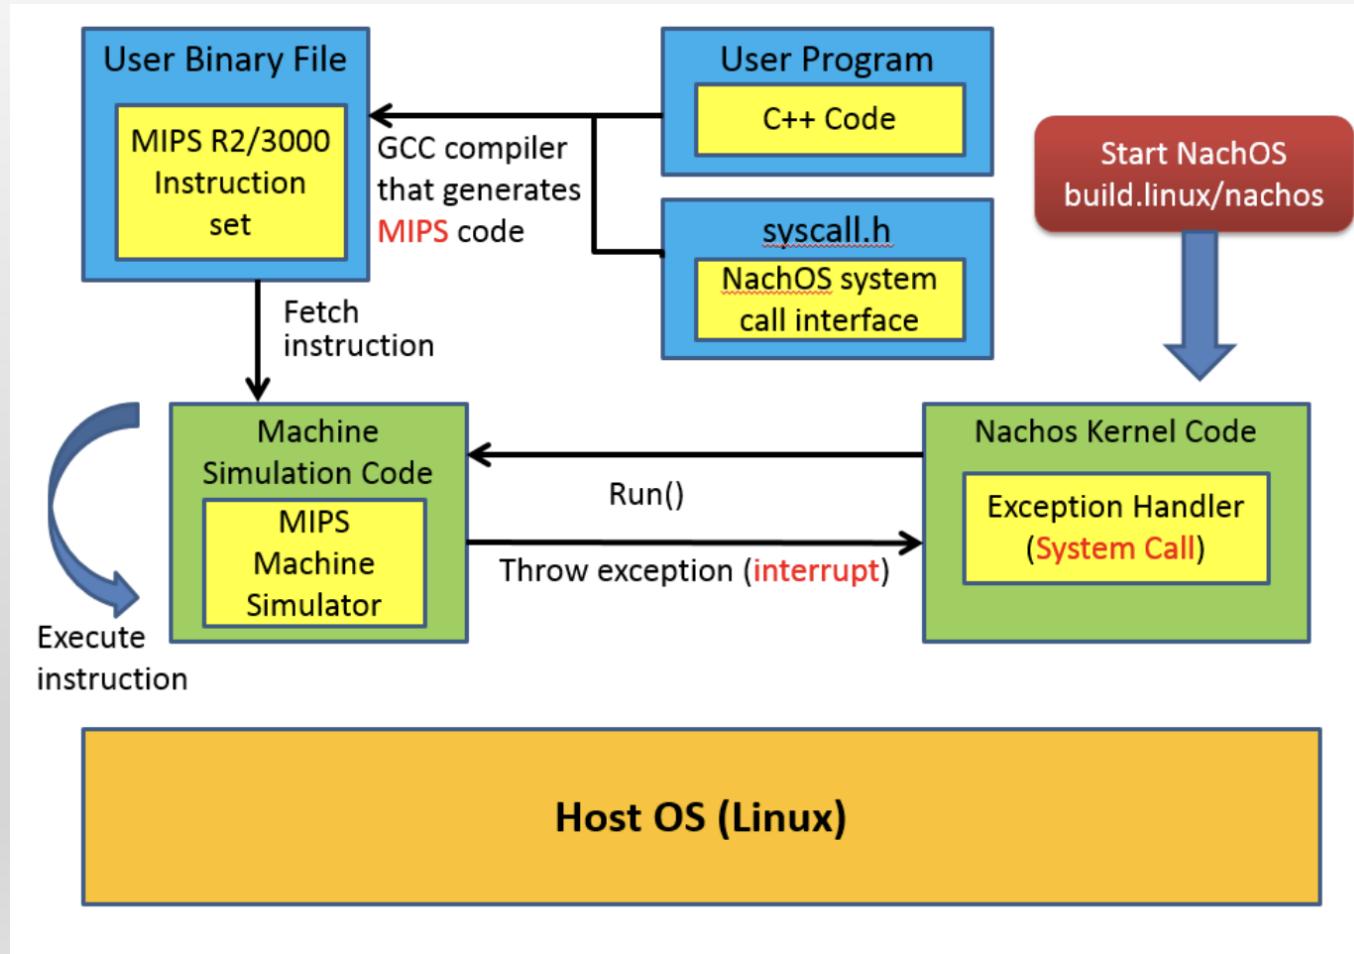 User Binary File
MIPS R2/3000
Instruction
set
GCC compiler
that generates
MIPS code
User Program
C++ Code
syscall.h
NachOS system
call interface
Start NachOS
build.linux/nachos
Fetch
instruction
Machine
Simulation Code
MIPS
Machine
Simulator
Execute
instruction
Run()
Throw exception (interrupt)
Nachos Kernel Code
Exception Handler
(System Call)
Host OS (Linux)